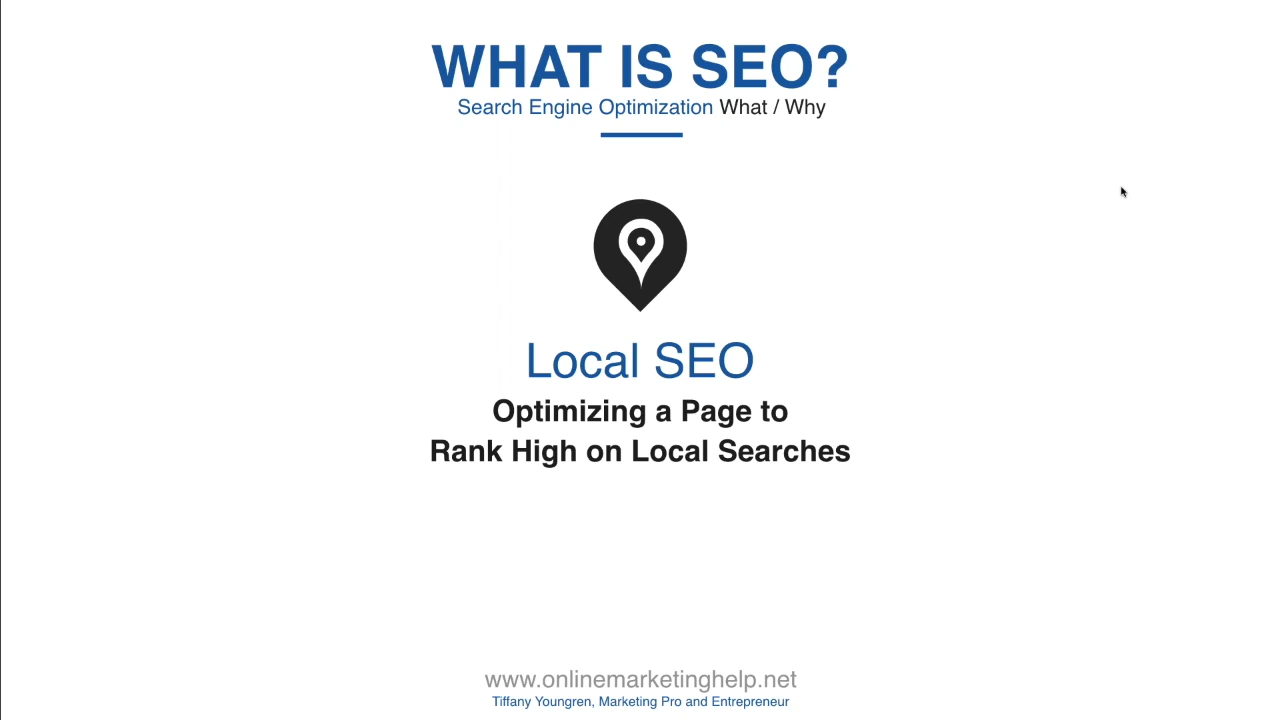 WHAT IS SEO?
Search Engine Optimization What / Why
Local SEO
Optimizing a Page to
Rank High on Local Searches
www.onlinemarketinghelp.net
Tiffany Youngren, Marketing Pro and Entrepreneur